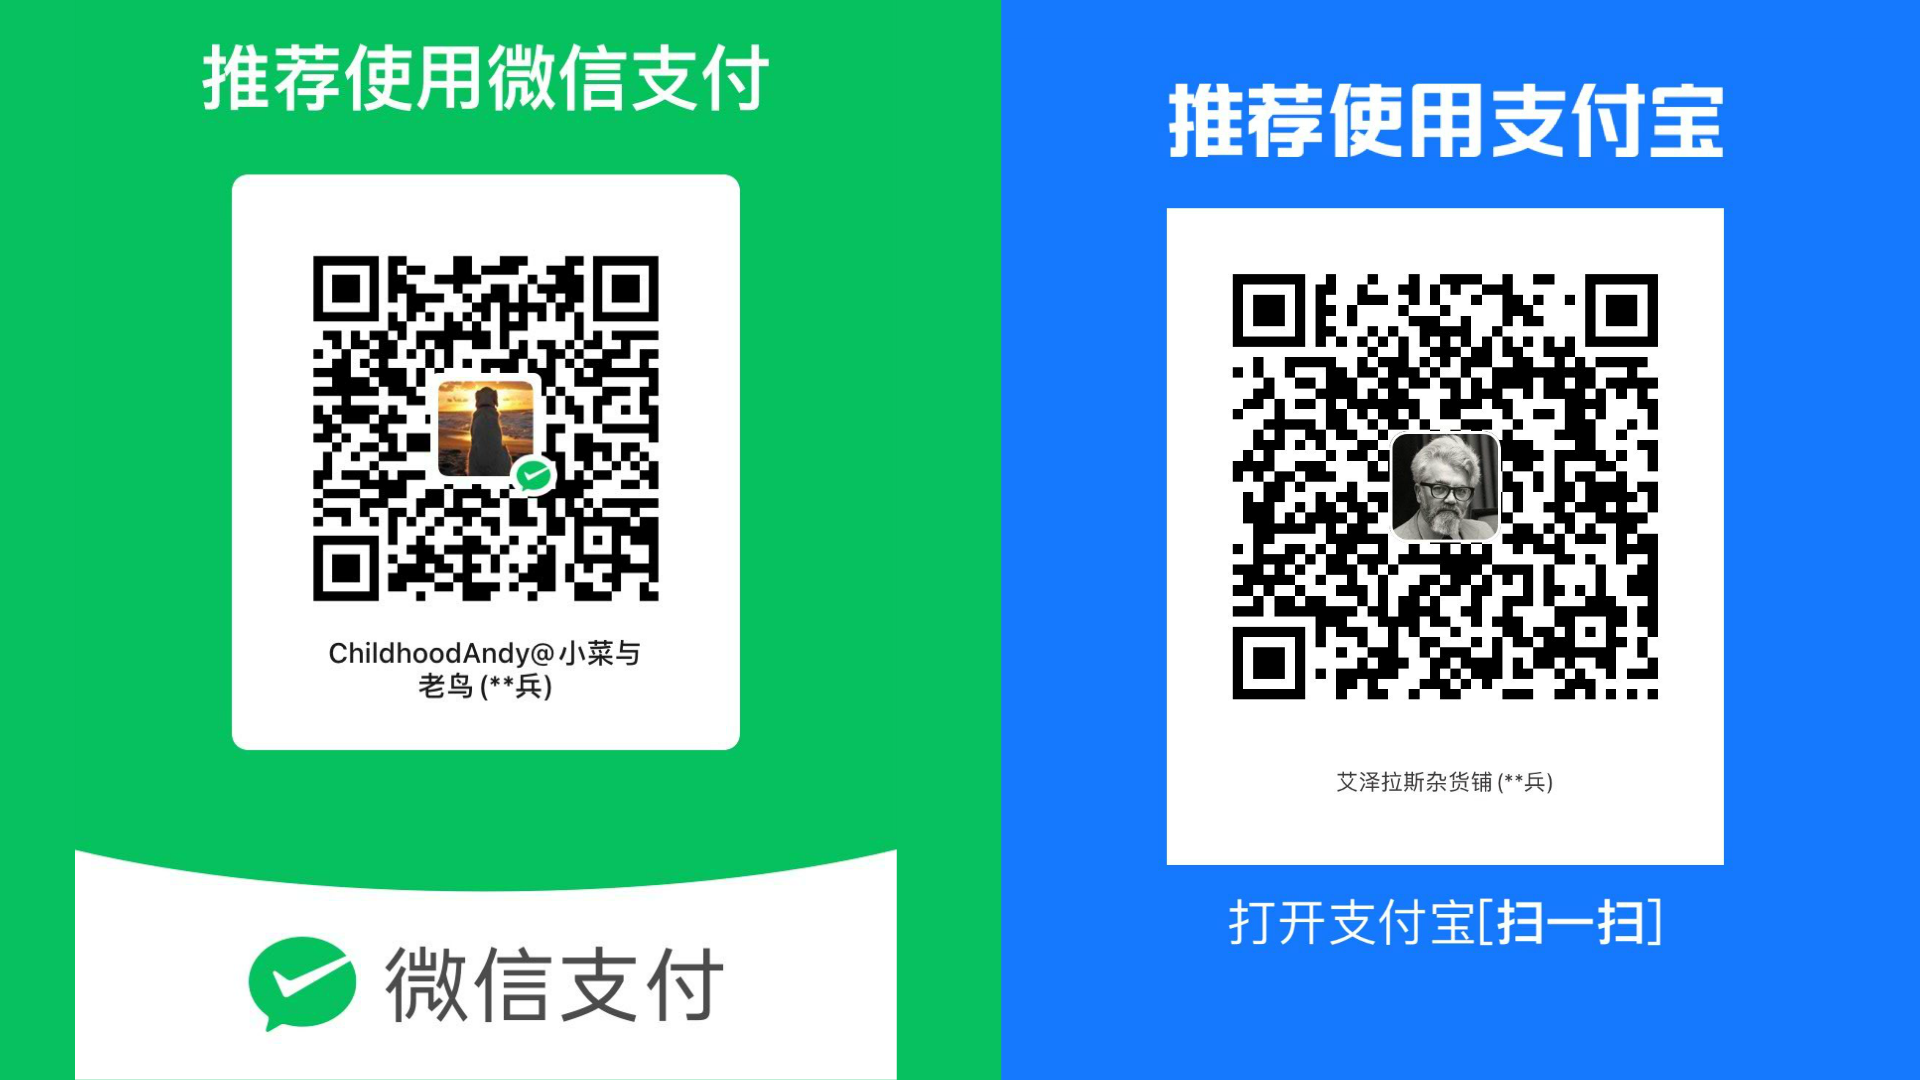 推荐使用微信支付
ChildhoodAndy@小菜与
老鸟(**兵)
微信支付
推荐使用支付宝
艾泽拉斯杂货铺(**兵)
打开支付宝[扫一扫]